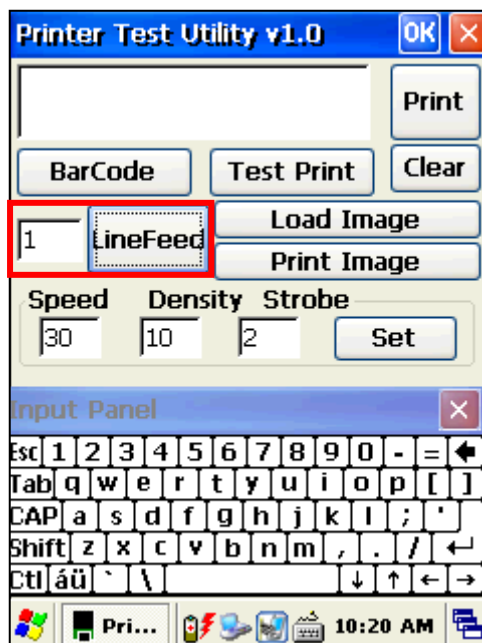 Printer Test Utility v1.0 OK
Print
BarCode Test Print Clear
1 LineFeed Load Image
Print Image
Speed Density Strobe
30 10 2 Set
Input Panel
Esc 1 2 3 4 5 6 7 8 9 0 - =
Tab q w e r t y u i o p [ ]
CAP a s d f g h j k l ; '
Shift z x c v b n m , . /
Ctl áü ` \
Pri... 10:20 AM